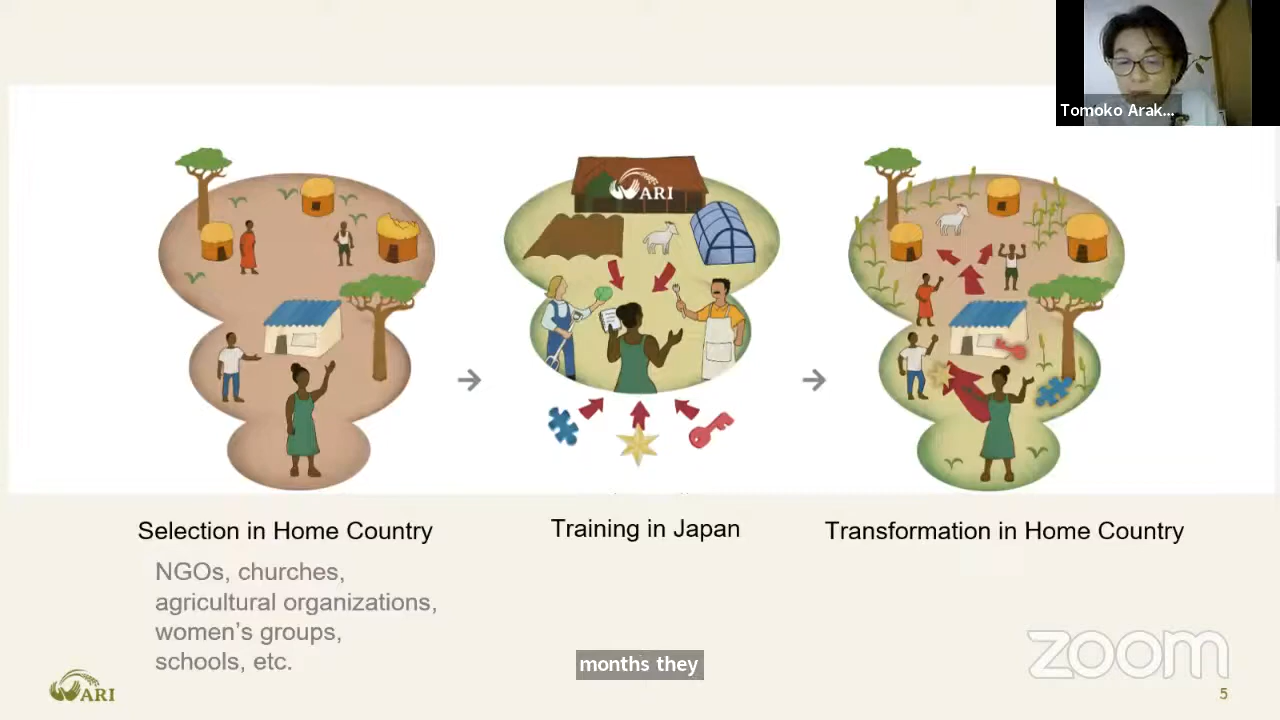 Tomoko Arak...
ARI
Selection in Home Country
Training in Japan
Transformation in Home Country
NGOs, churches,
agricultural organizations,
women's groups,
schools, etc.
months they
zoom
ARI
5